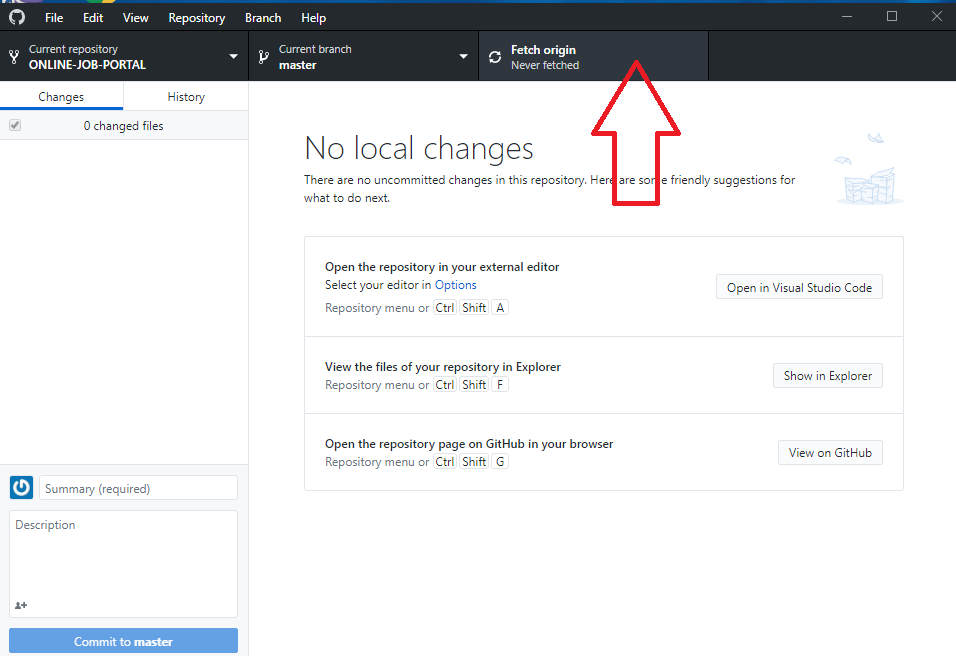 File Edit View Repository Branch Help
Current repository
ONLINE-JOB-PORTAL
Current branch
master
Fetch origin
Never fetched
Changes History
0 changed files
No local changes
There are no uncommitted changes in this repository. Here are some friendly suggestions for
what to do next.
Open the repository in your external editor
Select your editor in Options
Repository menu or Ctrl Shift A
Open in Visual Studio Code
View the files of your repository in Explorer
Repository menu or Ctrl Shift F
Show in Explorer
Open the repository page on GitHub in your browser
Repository menu or Ctrl Shift G
View on GitHub
Summary (required)
Description
Commit to master